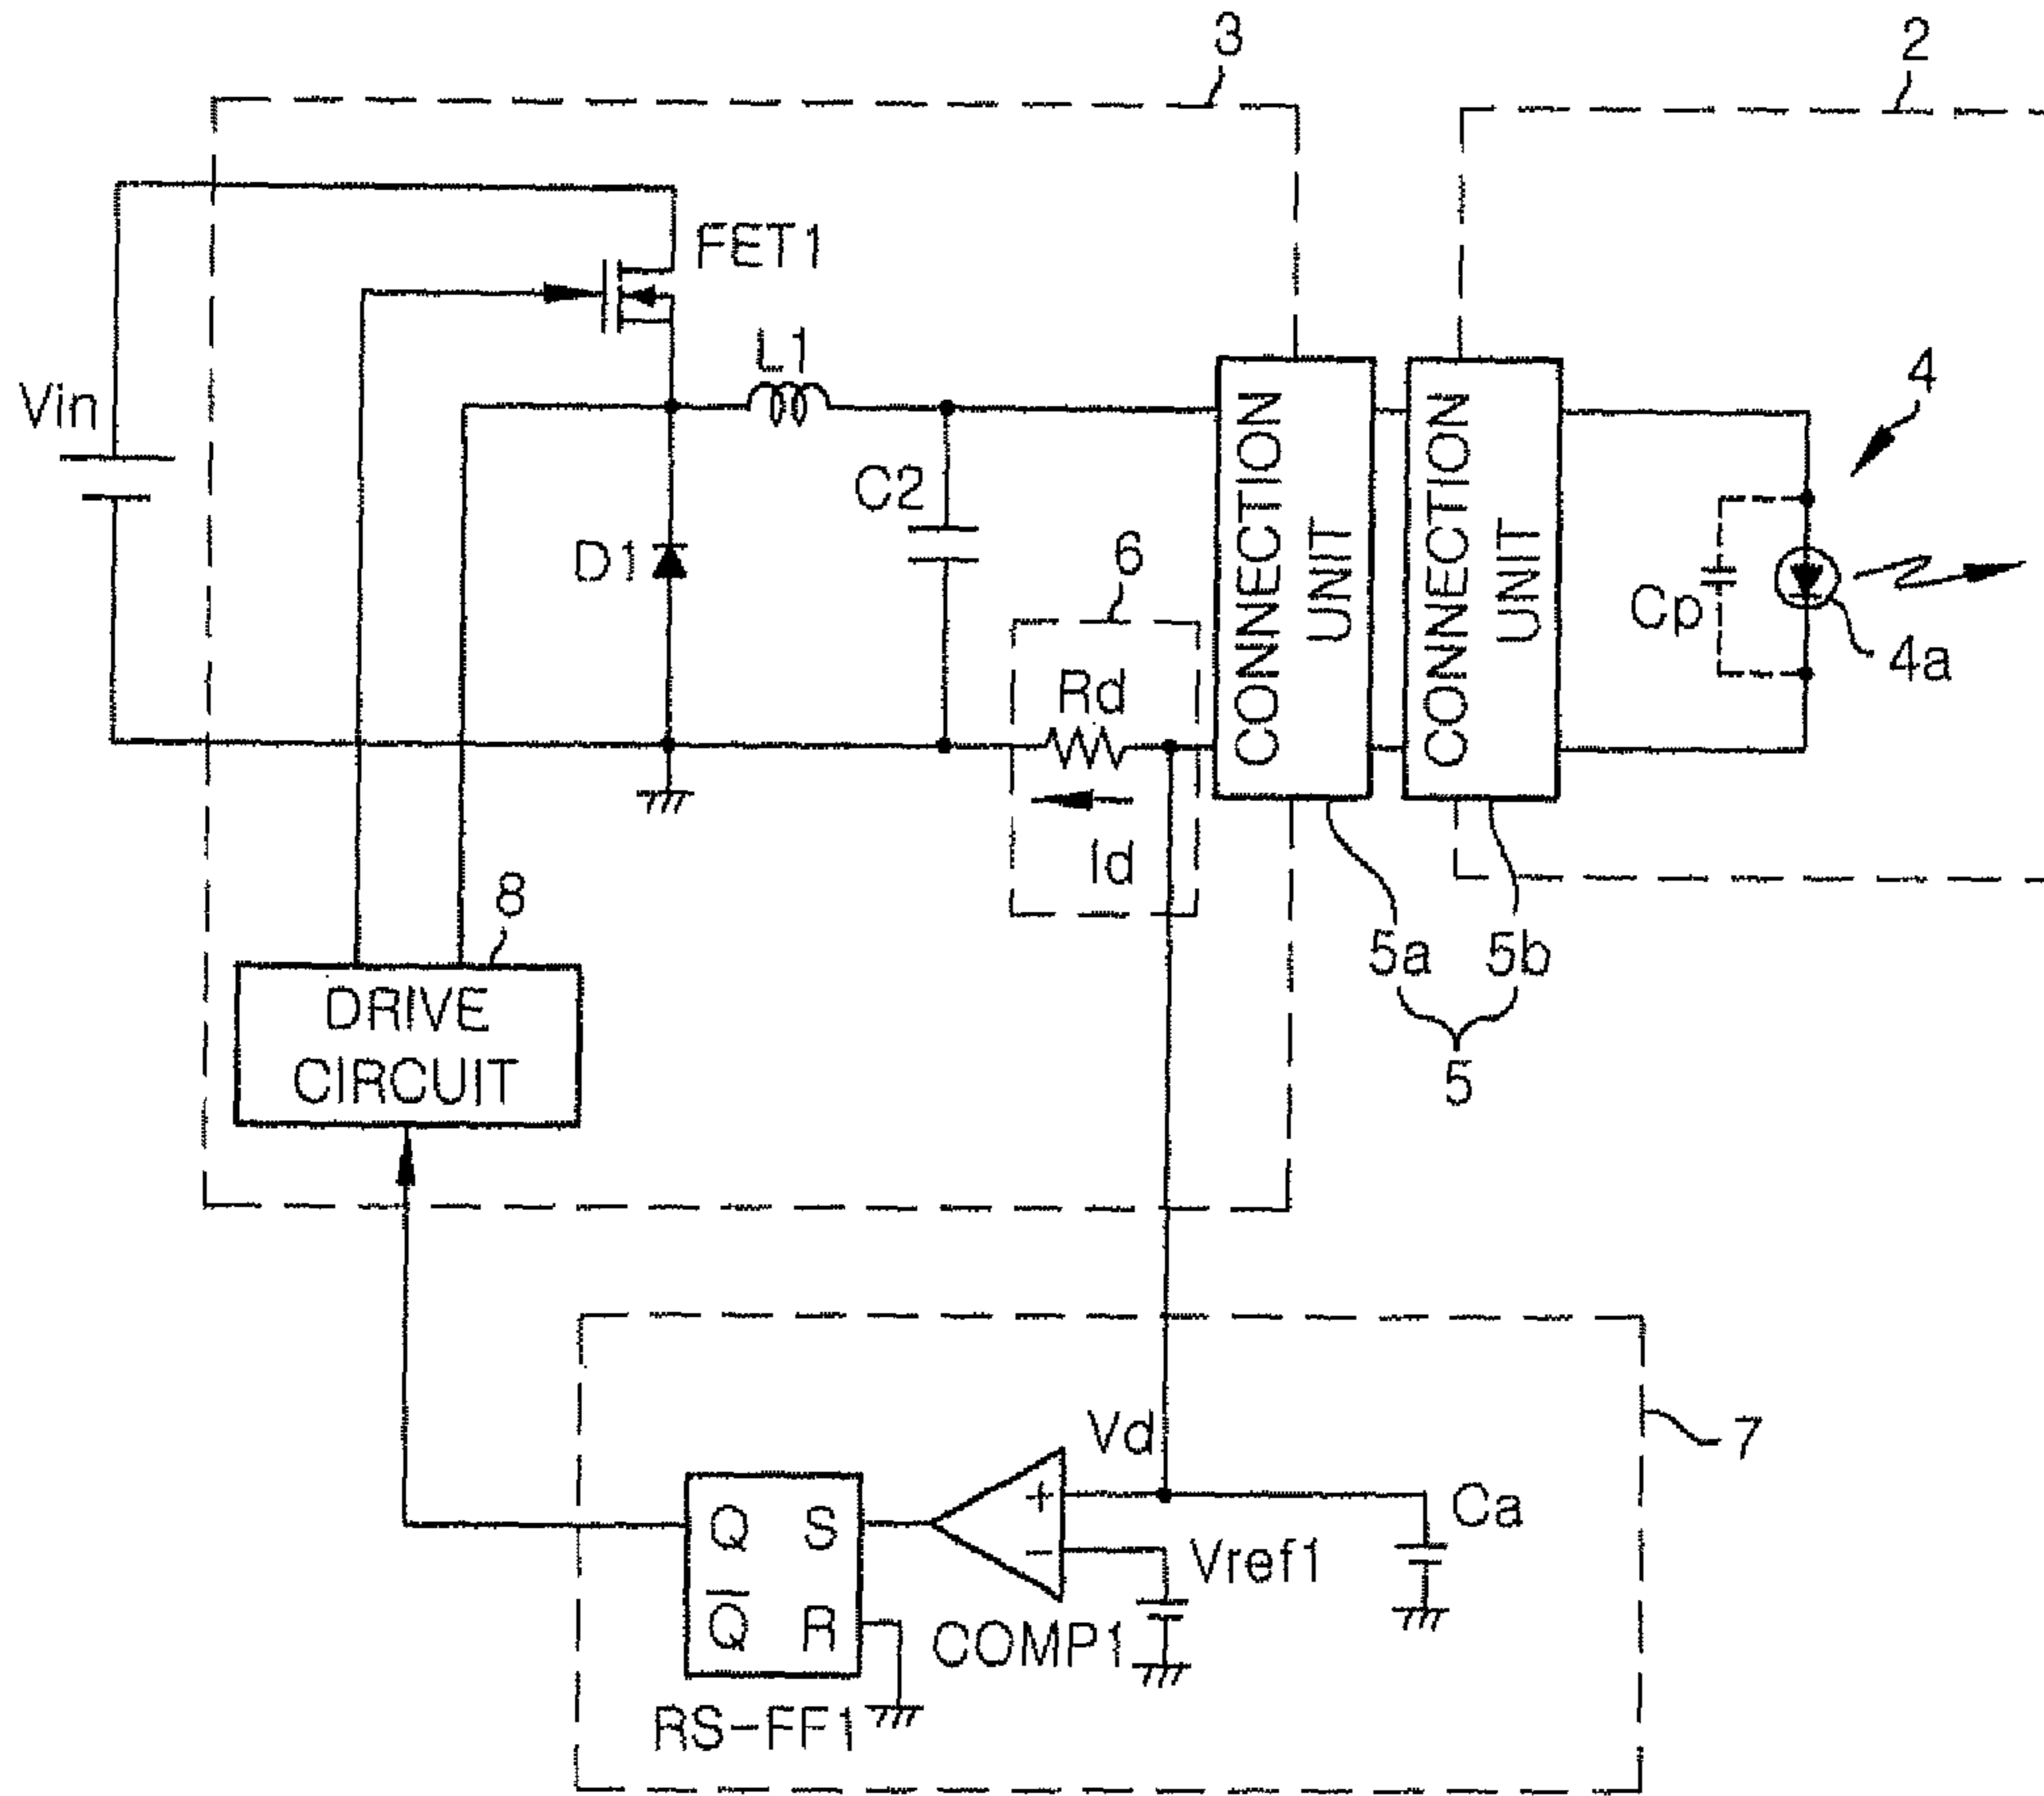 3
2
FET1
L1
Vin
4
C2
CONNECTION
UNIT
CONNECTION
UNIT
D1
6
Cp
4a
Rd
Id
8
5a
5b
5
DRIVE
CIRCUIT
Vd
7
Q
S
+
Ca
−
Vref1
Q̅
R
COMP1
RS-FF1